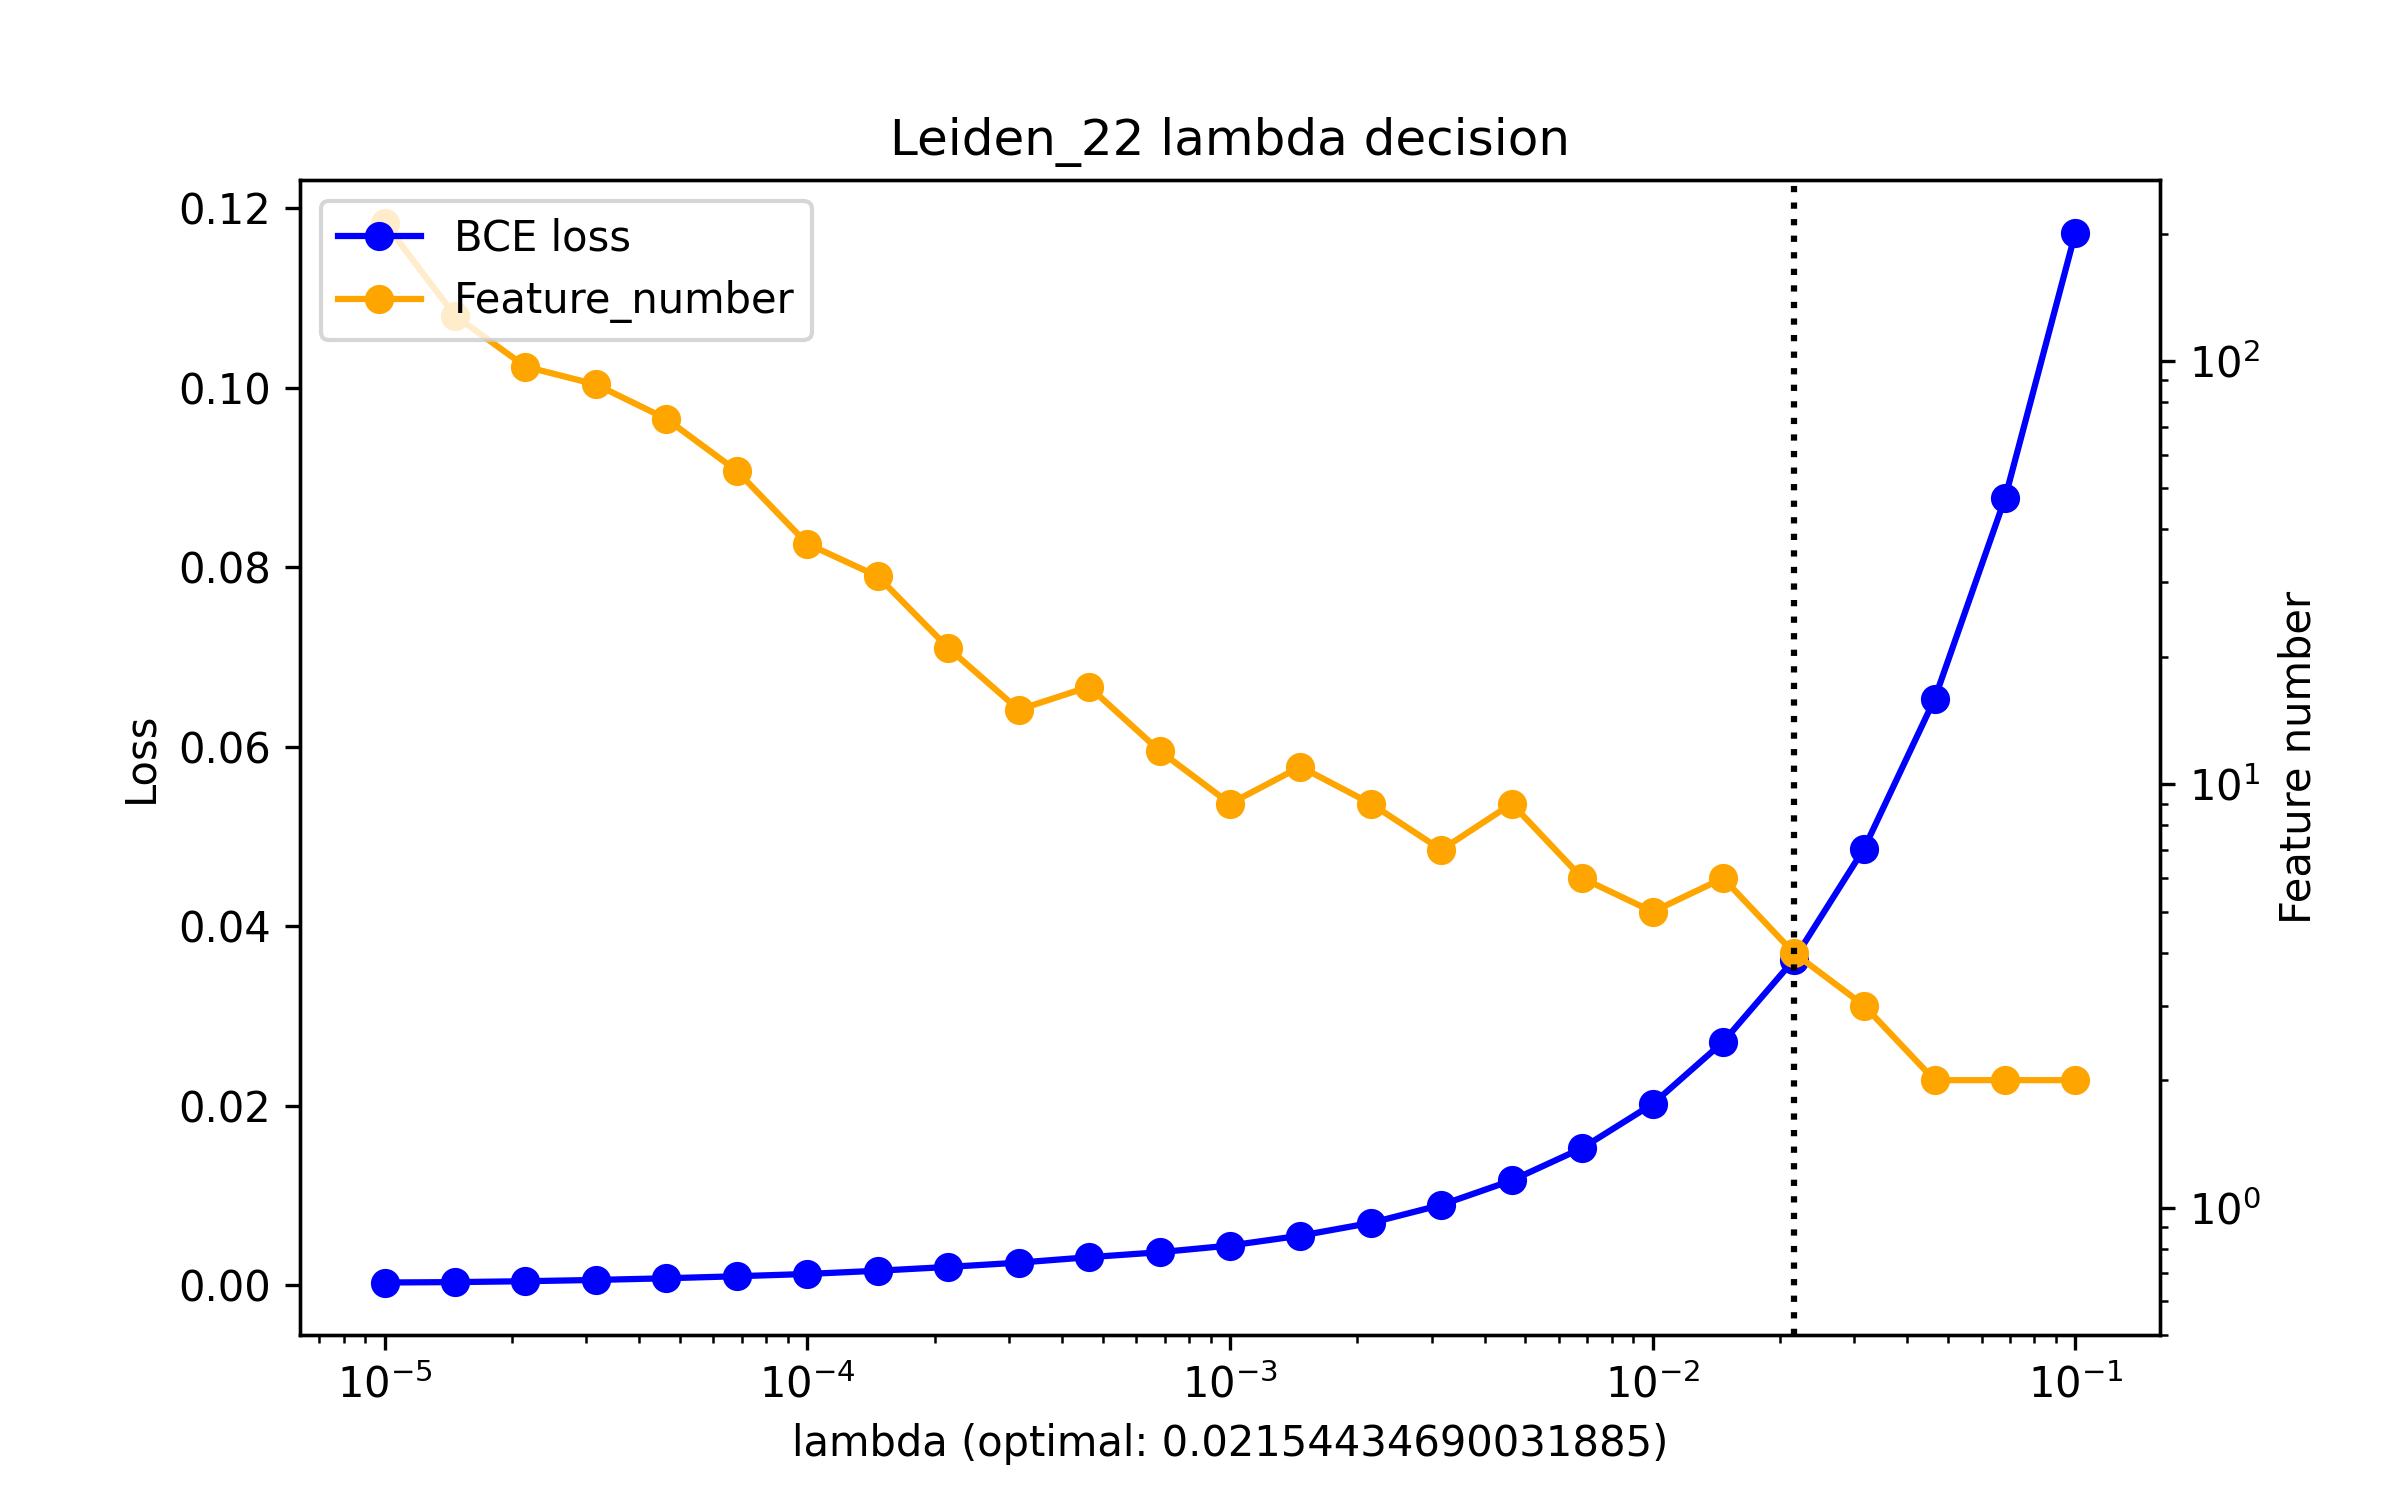 Leiden_22 lambda decision
BCE loss
Feature_number
Loss
0.12
0.10
0.08
0.06
0.04
0.02
0.00
Feature number
10²
10¹
10⁰
10⁻⁵ 10⁻⁴ 10⁻³ 10⁻² 10⁻¹
lambda (optimal: 0.02154434690031885)